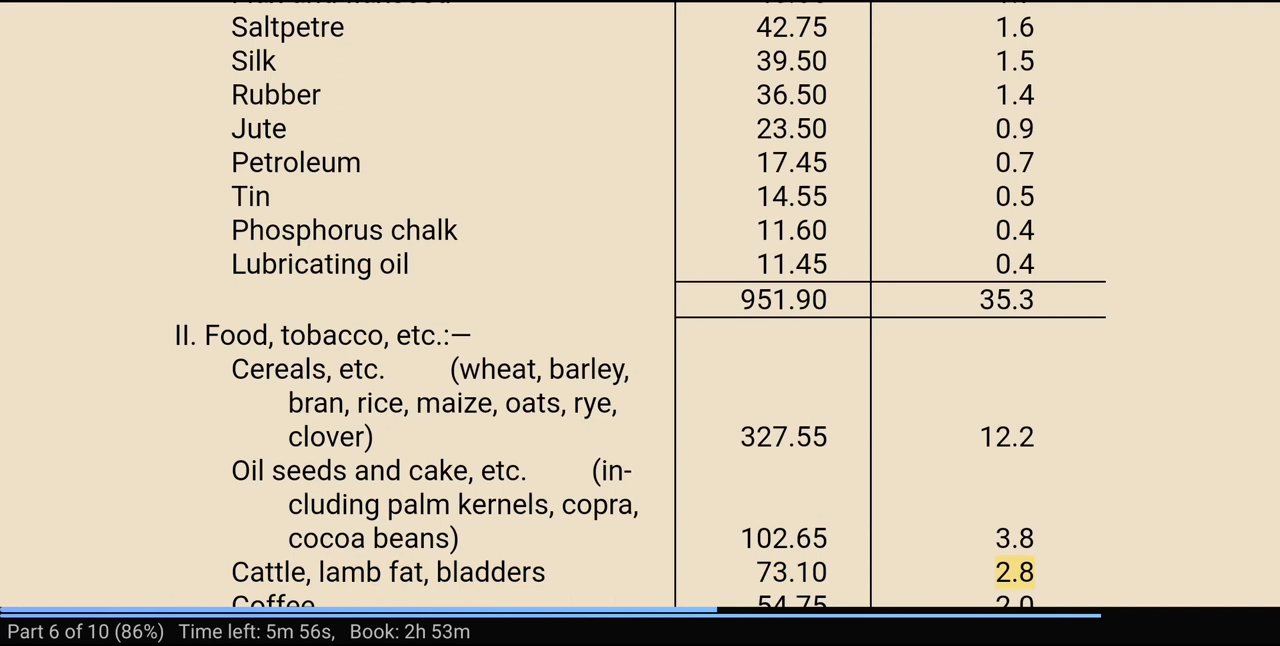 Saltpetre 42.75 1.6
Silk 39.50 1.5
Rubber 36.50 1.4
Jute 23.50 0.9
Petroleum 17.45 0.7
Tin 14.55 0.5
Phosphorus chalk 11.60 0.4
Lubricating oil 11.45 0.4
951.90 35.3
II. Food, tobacco, etc.:—
Cereals, etc. (wheat, barley,
bran, rice, maize, oats, rye,
clover) 327.55 12.2
Oil seeds and cake, etc. (in-
cluding palm kernels, copra,
cocoa beans) 102.65 3.8
Cattle, lamb fat, bladders 73.10 2.8
Coffee 54.75 2.0
Part 6 of 10 (86%) Time left: 5m 56s, Book: 2h 53m